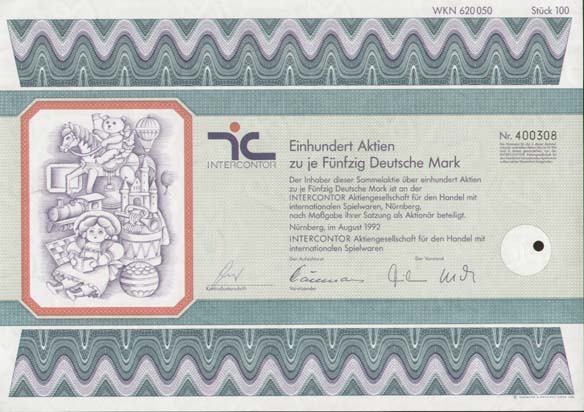 WKN 620 050 Stück 100
INTERCONTOR
Einhundert Aktien
zu je Fünfzig Deutsche Mark
Nr. 400308
Der Inhaber dieser Sammelaktie über einhundert Aktien
zu je Fünfzig Deutsche Mark ist an der
INTERCONTOR Aktiengesellschaft für den Handel mit
internationalen Spielwaren, Nürnberg,
nach Maßgabe ihrer Satzung als Aktionär beteiligt.
Nürnberg, im August 1992
INTERCONTOR Aktiengesellschaft für den Handel mit
internationalen Spielwaren
Der Aufsichtsrat Der Vorstand
Kontrollunterschrift Vorsitzender